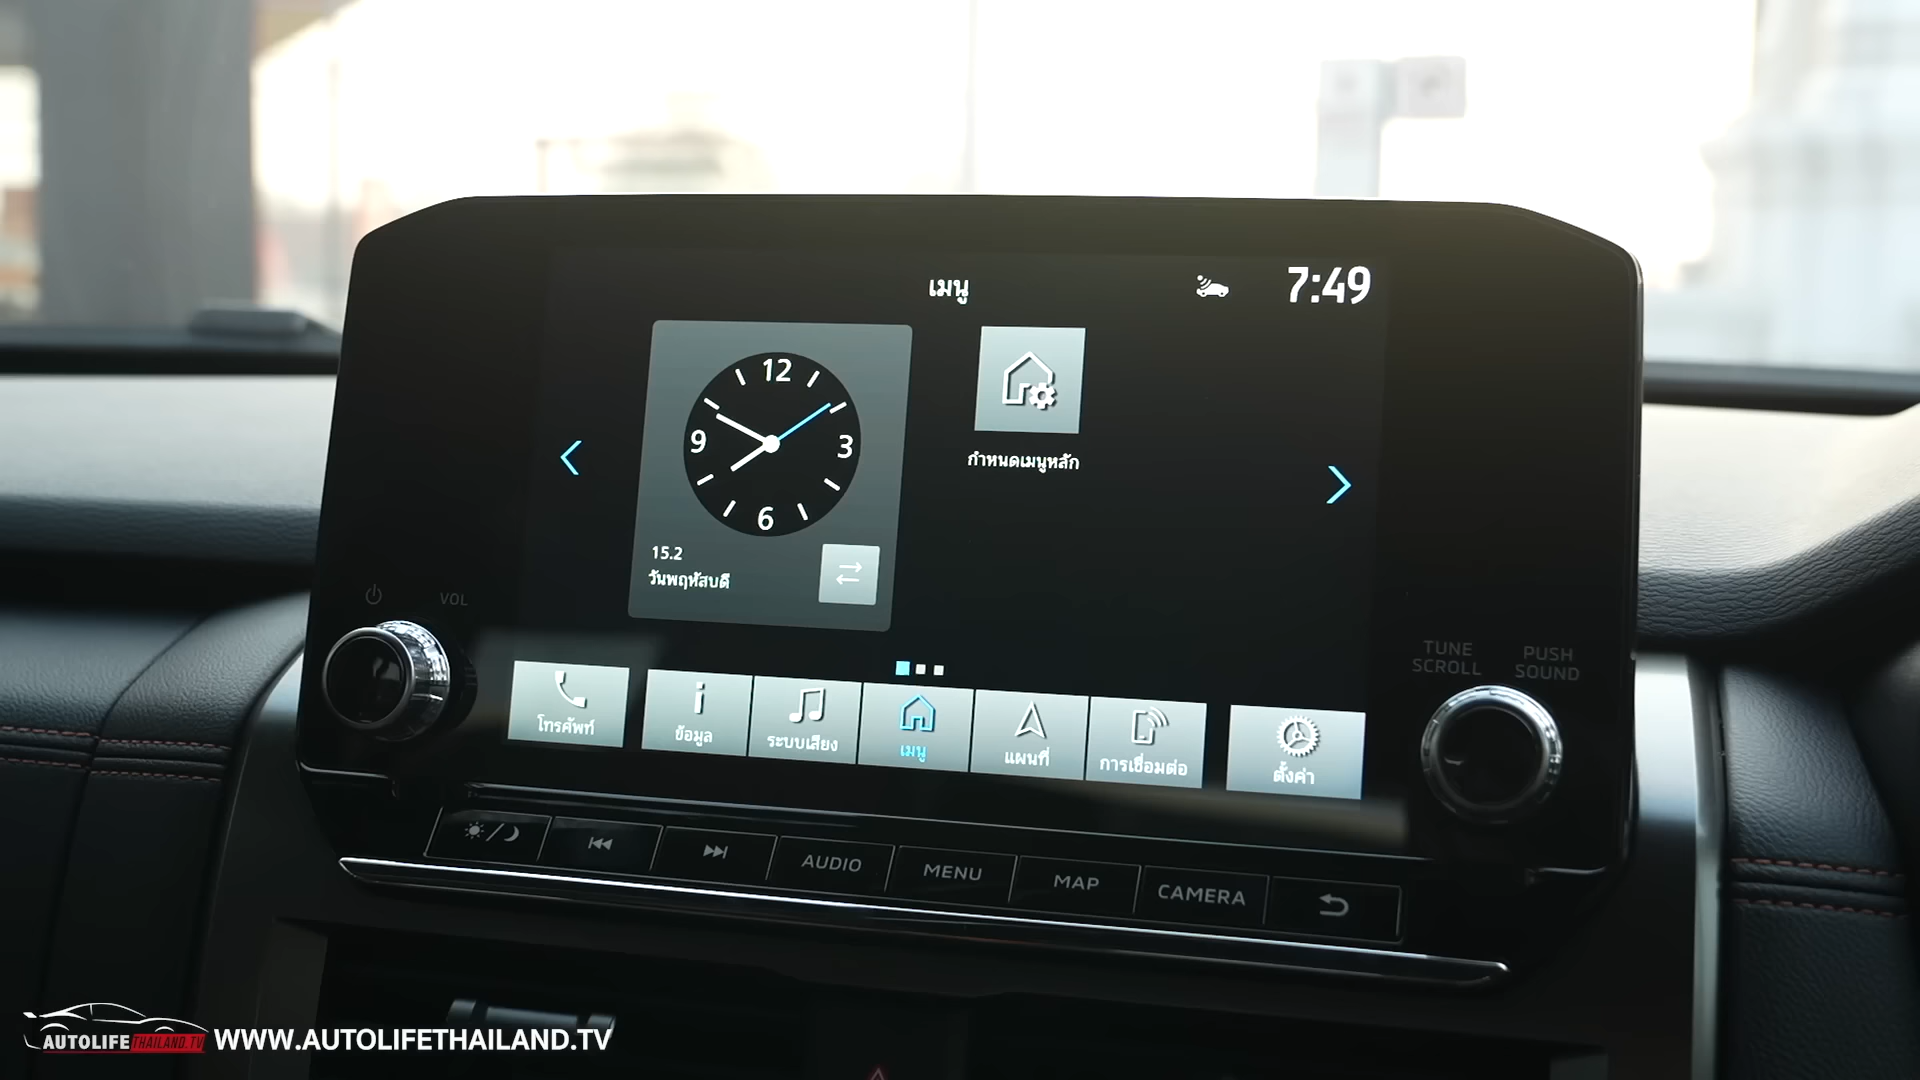 เมนู
7:49
12
9
3
6
กำหนดเมนูหลัก
15.2
วันพฤหัสบดี
VOL
TUNE SCROLL
PUSH SOUND
โทรศัพท์
ข้อมูล
ระบบเสียง
เมนู
แผนที่
การเชื่อมต่อ
ตั้งค่า
AUDIO
MENU
MAP
CAMERA
AUTOLIFETHAILAND.TV
WWW.AUTOLIFETHAILAND.TV